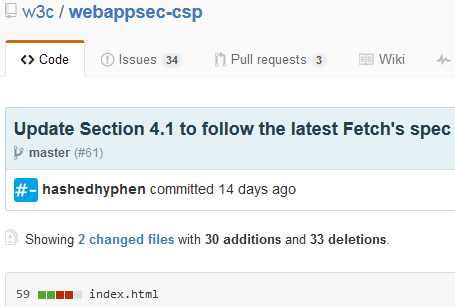 w3c / webappsec-csp
Code Issues 34 Pull requests 3 Wiki
Update Section 4.1 to follow the latest Fetch's spec
master (#61)
#- hashedhyphen committed 14 days ago
Showing 2 changed files with 30 additions and 33 deletions.
59 index.html